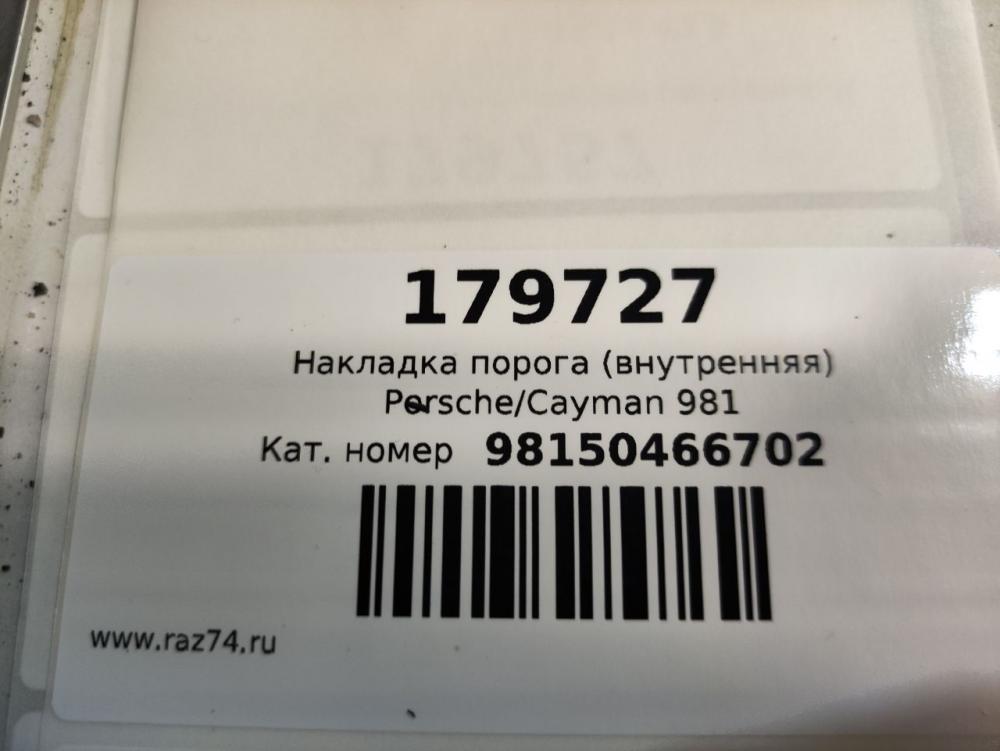 179727
Накладка порога (внутренняя)
Porsche/Cayman 981
Кат. номер 98150466702
www.raz74.ru